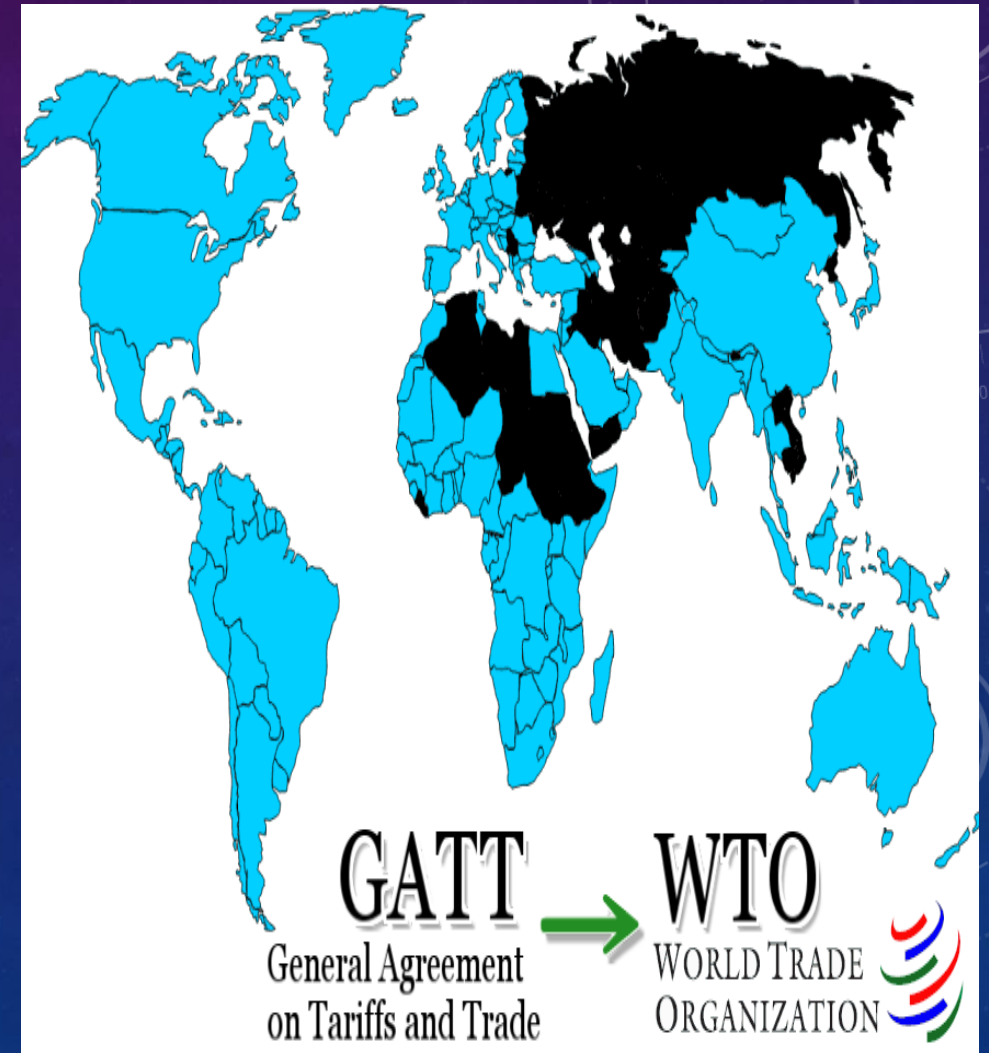 GATT
General Agreement
on Tariffs and Trade
WTO
WORLD TRADE
ORGANIZATION